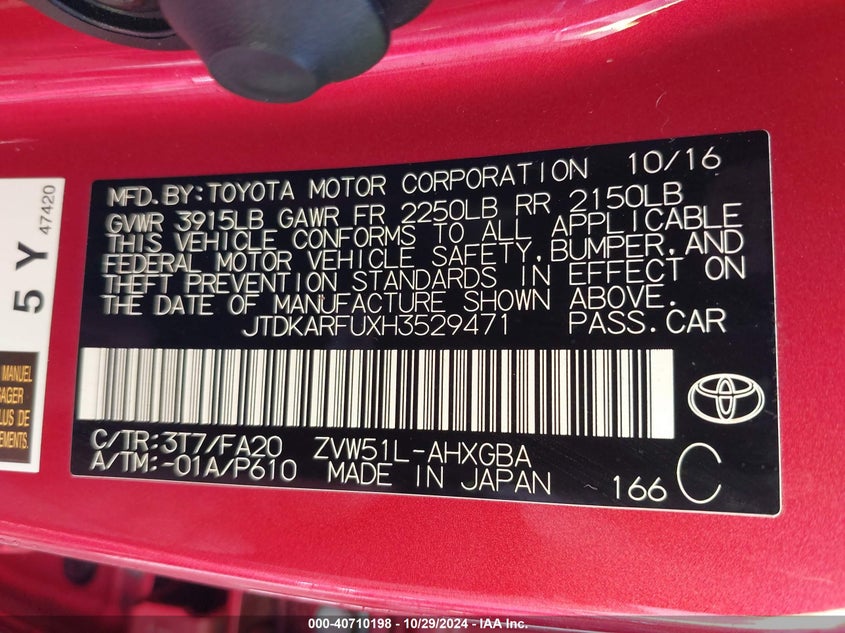 MFD.BY:TOYOTA MOTOR CORPORATION 10/16
GVWR 3915LB GAWR FR 2250LB RR 2150LB
THIS VEHICLE CONFORMS TO ALL APPLICABLE
FEDERAL MOTOR VEHICLE SAFETY,BUMPER,AND
THEFT PREVENTION STANDARDS IN EFFECT ON
THE DATE OF MANUFACTURE SHOWN ABOVE.
JTDKARFUXH3529471 PASS.CAR
C/TR:3T7/FA20 ZVW51L-AHXGBA
A/TM:-01A/P610 MADE IN JAPAN 166 C
5 Y
47420
MANUEL
PLUS DE
000-40710198 - 10/29/2024 - IAA Inc.